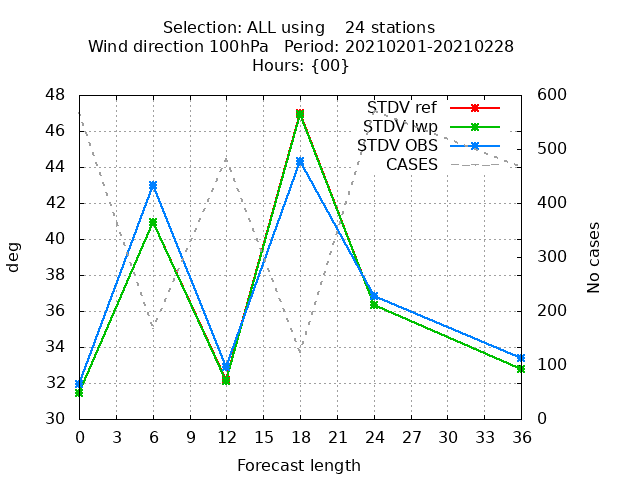 Selection: ALL using    24 stations
Wind direction 100hPa   Period: 20210201-20210228
Hours: {00}
STDV ref
STDV wp
STDV OBS
CASES
48
46
44
42
40
38
36
34
32
30
600
500
400
300
200
100
0
deg
No cases
0 3 6 9 12 15 18 21 24 27 30 33 36
Forecast length